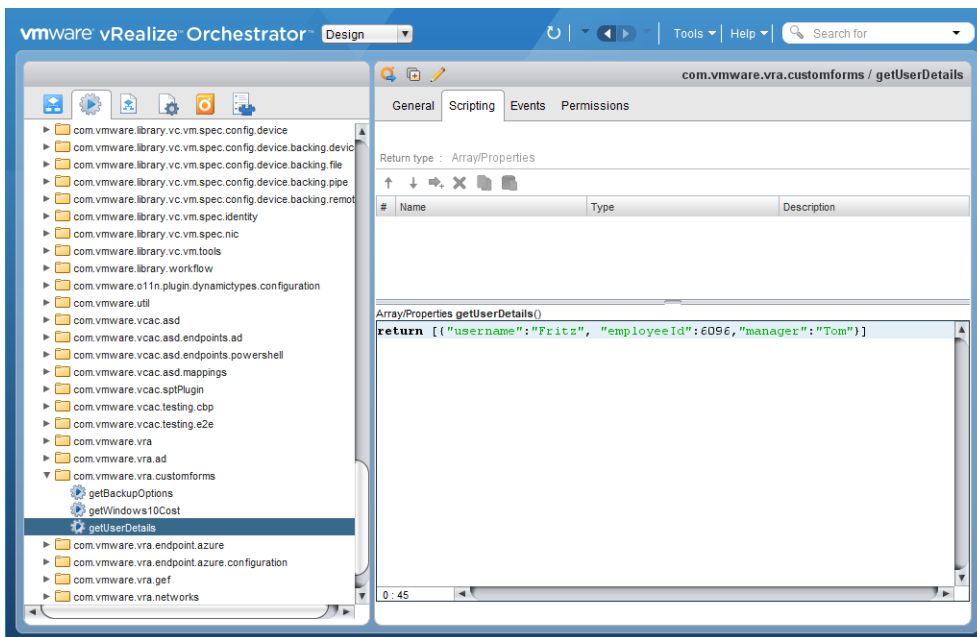 vmware vRealize™ Orchestrator™ Design Tools Help Search for
com.vmware.vra.customforms / getUserDetails
General Scripting Events Permissions
Return type : Array/Properties
# Name Type Description
Array/Properties getUserDetails()
return [{"username":"Fritz", "employeeId":6096,"manager":"Tom"}]
0 : 45
com.vmware.library.vc.vm.spec.config.device
com.vmware.library.vc.vm.spec.config.device.backing.devic
com.vmware.library.vc.vm.spec.config.device.backing.file
com.vmware.library.vc.vm.spec.config.device.backing.pipe
com.vmware.library.vc.vm.spec.config.device.backing.remot
com.vmware.library.vc.vm.spec.identity
com.vmware.library.vc.vm.spec.nic
com.vmware.library.vc.vm.tools
com.vmware.library.workflow
com.vmware.o11n.plugin.dynamictypes.configuration
com.vmware.util
com.vmware.vcac.asd
com.vmware.vcac.asd.endpoints.ad
com.vmware.vcac.asd.endpoints.powershell
com.vmware.vcac.asd.mappings
com.vmware.vcac.sptPlugin
com.vmware.vcac.testing.cbp
com.vmware.vcac.testing.e2e
com.vmware.vra
com.vmware.vra.ad
com.vmware.vra.customforms
getBackupOptions
getWindows10Cost
getUserDetails
com.vmware.vra.endpoint.azure
com.vmware.vra.endpoint.azure.configuration
com.vmware.vra.gef
com.vmware.vra.networks